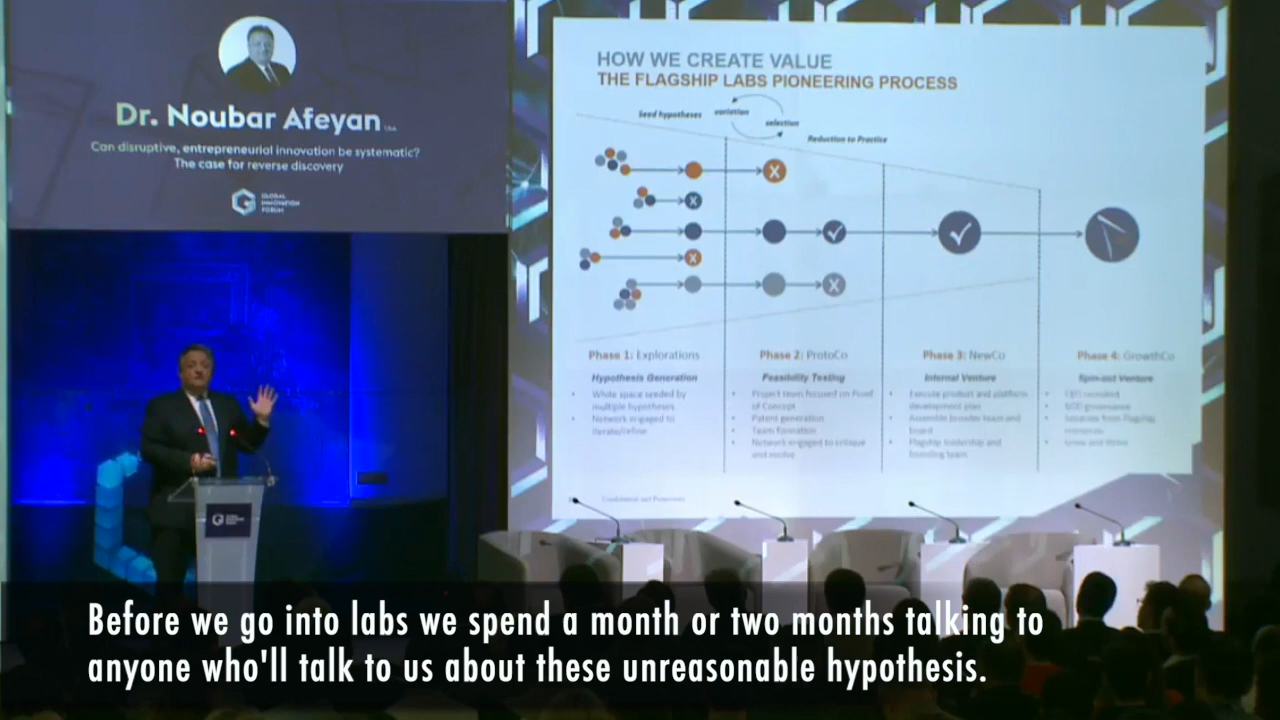 Dr. Noubar Afeyan
Can disruptive, entrepreneurial innovation be systematic?
The case for reverse discovery
GLOBAL
INNOVATION
FORUM
HOW WE CREATE VALUE
THE FLAGSHIP LABS PIONEERING PROCESS
Seed hypotheses
variation
selection
Reduction to Practice
Phase 1: Explorations
Hypothesis Generation
• White space seeded by
multiple hypotheses
• Network engaged to
iterate/refine
Phase 2: ProtoCo
Feasibility Testing
• Project team focused on Proof
of Concept
• Patent generation
• Team formation
• Network engaged to critique
and evolve
Phase 3: NewCo
Internal Venture
• Execute product and platform
development plan
• Assemble broader team and
board
• Flagship leadership and
founding team
Phase 4: GrowthCo
Spin-out Venture
Before we go into labs we spend a month or two months talking to
anyone who'll talk to us about these unreasonable hypothesis.